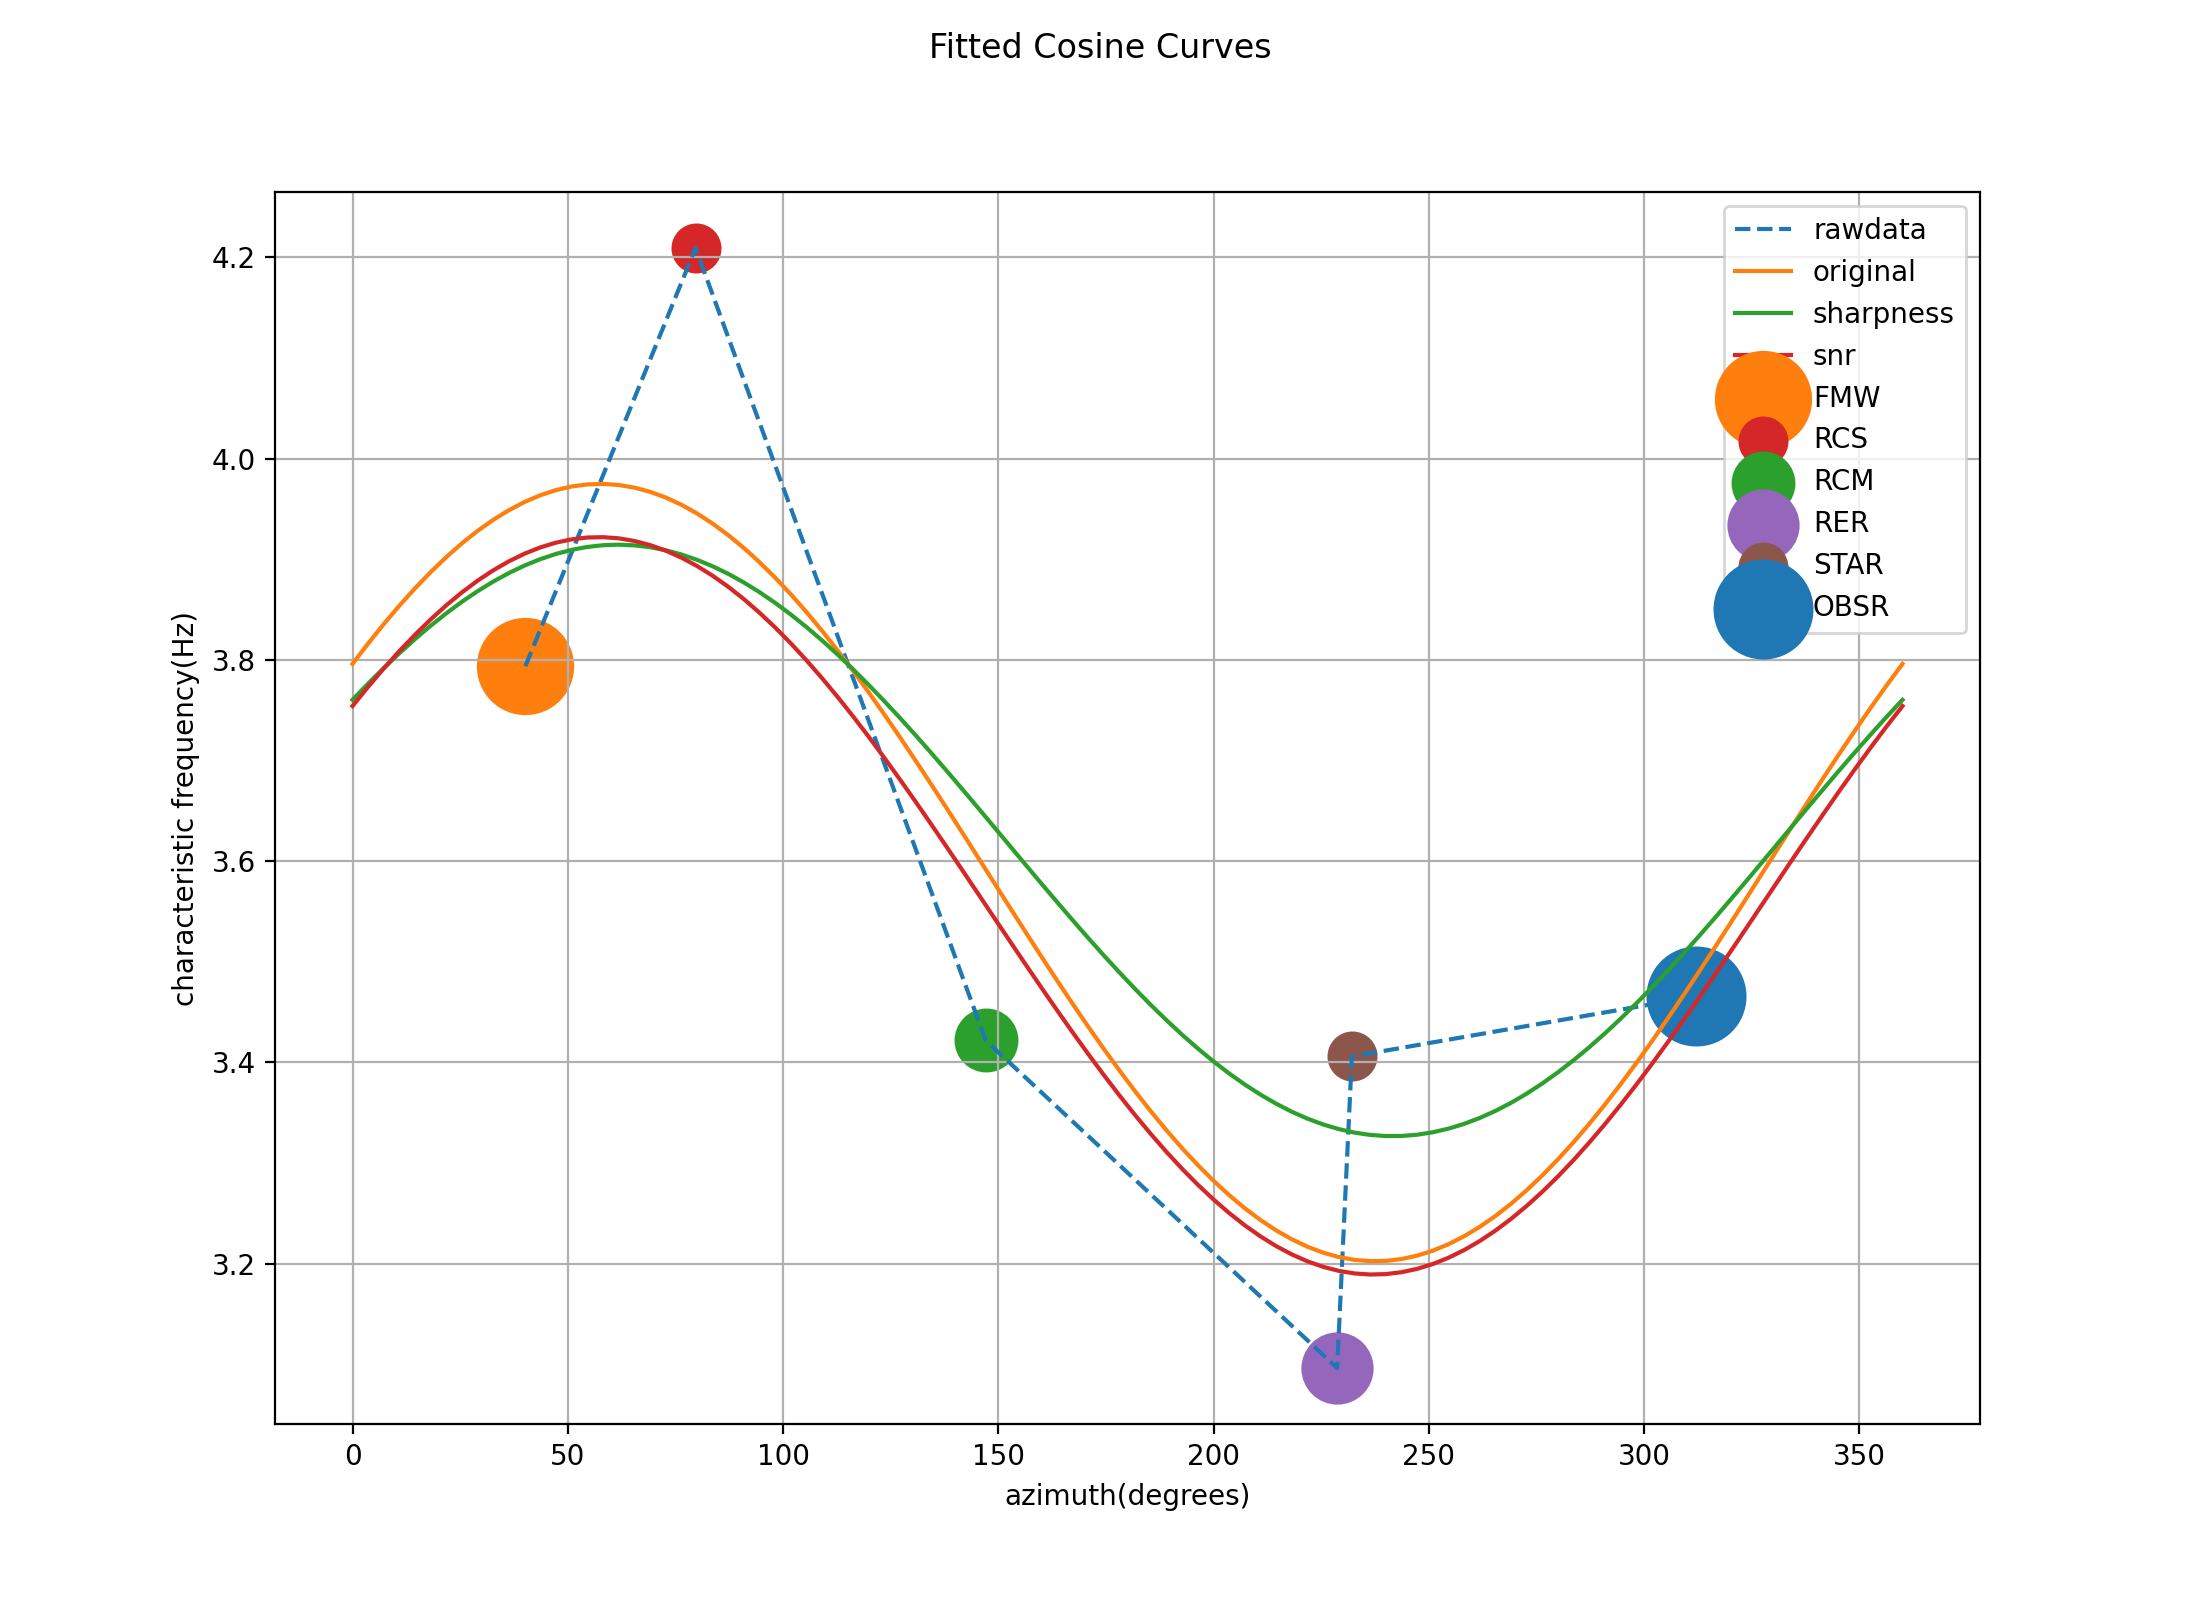 Fitted Cosine Curves
4.2
4.0
3.8
3.6
3.4
3.2
characteristic frequency(Hz)
rawdata
original
sharpness
snr
FMW
RCS
RCM
RER
STAR
OBSR
0 50 100 150 200 250 300 350
azimuth(degrees)